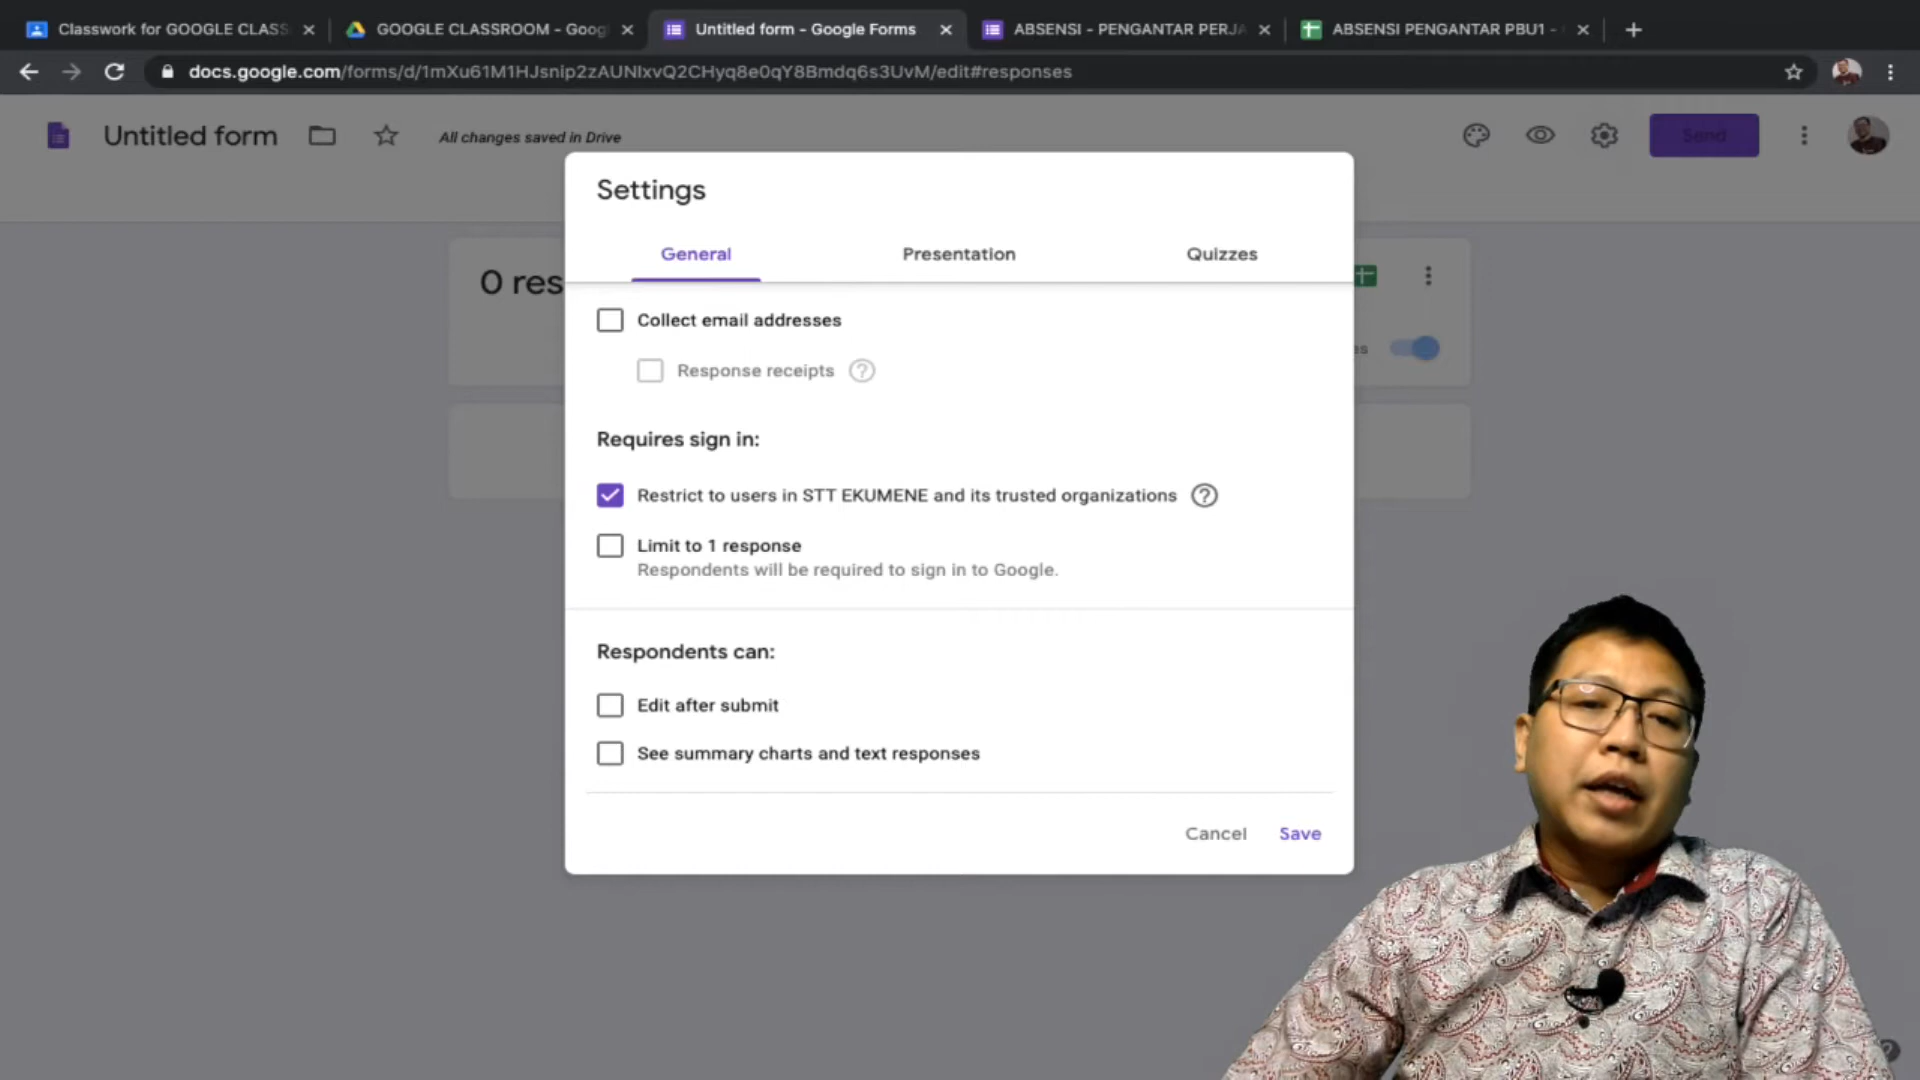 Classwork for GOOGLE CLASS
GOOGLE CLASSROOM - Goog
Untitled form - Google Forms
ABSENSI - PENGANTAR PERJA
ABSENSI PENGANTAR PBU1 -
docs.google.com/forms/d/1mXu61M1HJsnip2zAUNIxvQ2CHyq8e0qY8Bmdq6s3UvM/edit#responses
Untitled form
All changes saved in Drive
Send
Settings
General
Presentation
Quizzes
0 res
Collect email addresses
Response receipts
Requires sign in:
Restrict to users in STT EKUMENE and its trusted organizations
Limit to 1 response
Respondents will be required to sign in to Google.
Respondents can:
Edit after submit
See summary charts and text responses
Cancel
Save